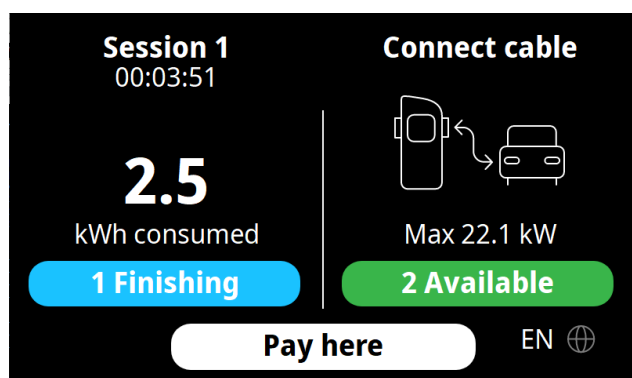 Session 1
00:03:51
2.5
kWh consumed
1 Finishing
Connect cable
Max 22.1 kW
2 Available
Pay here
EN